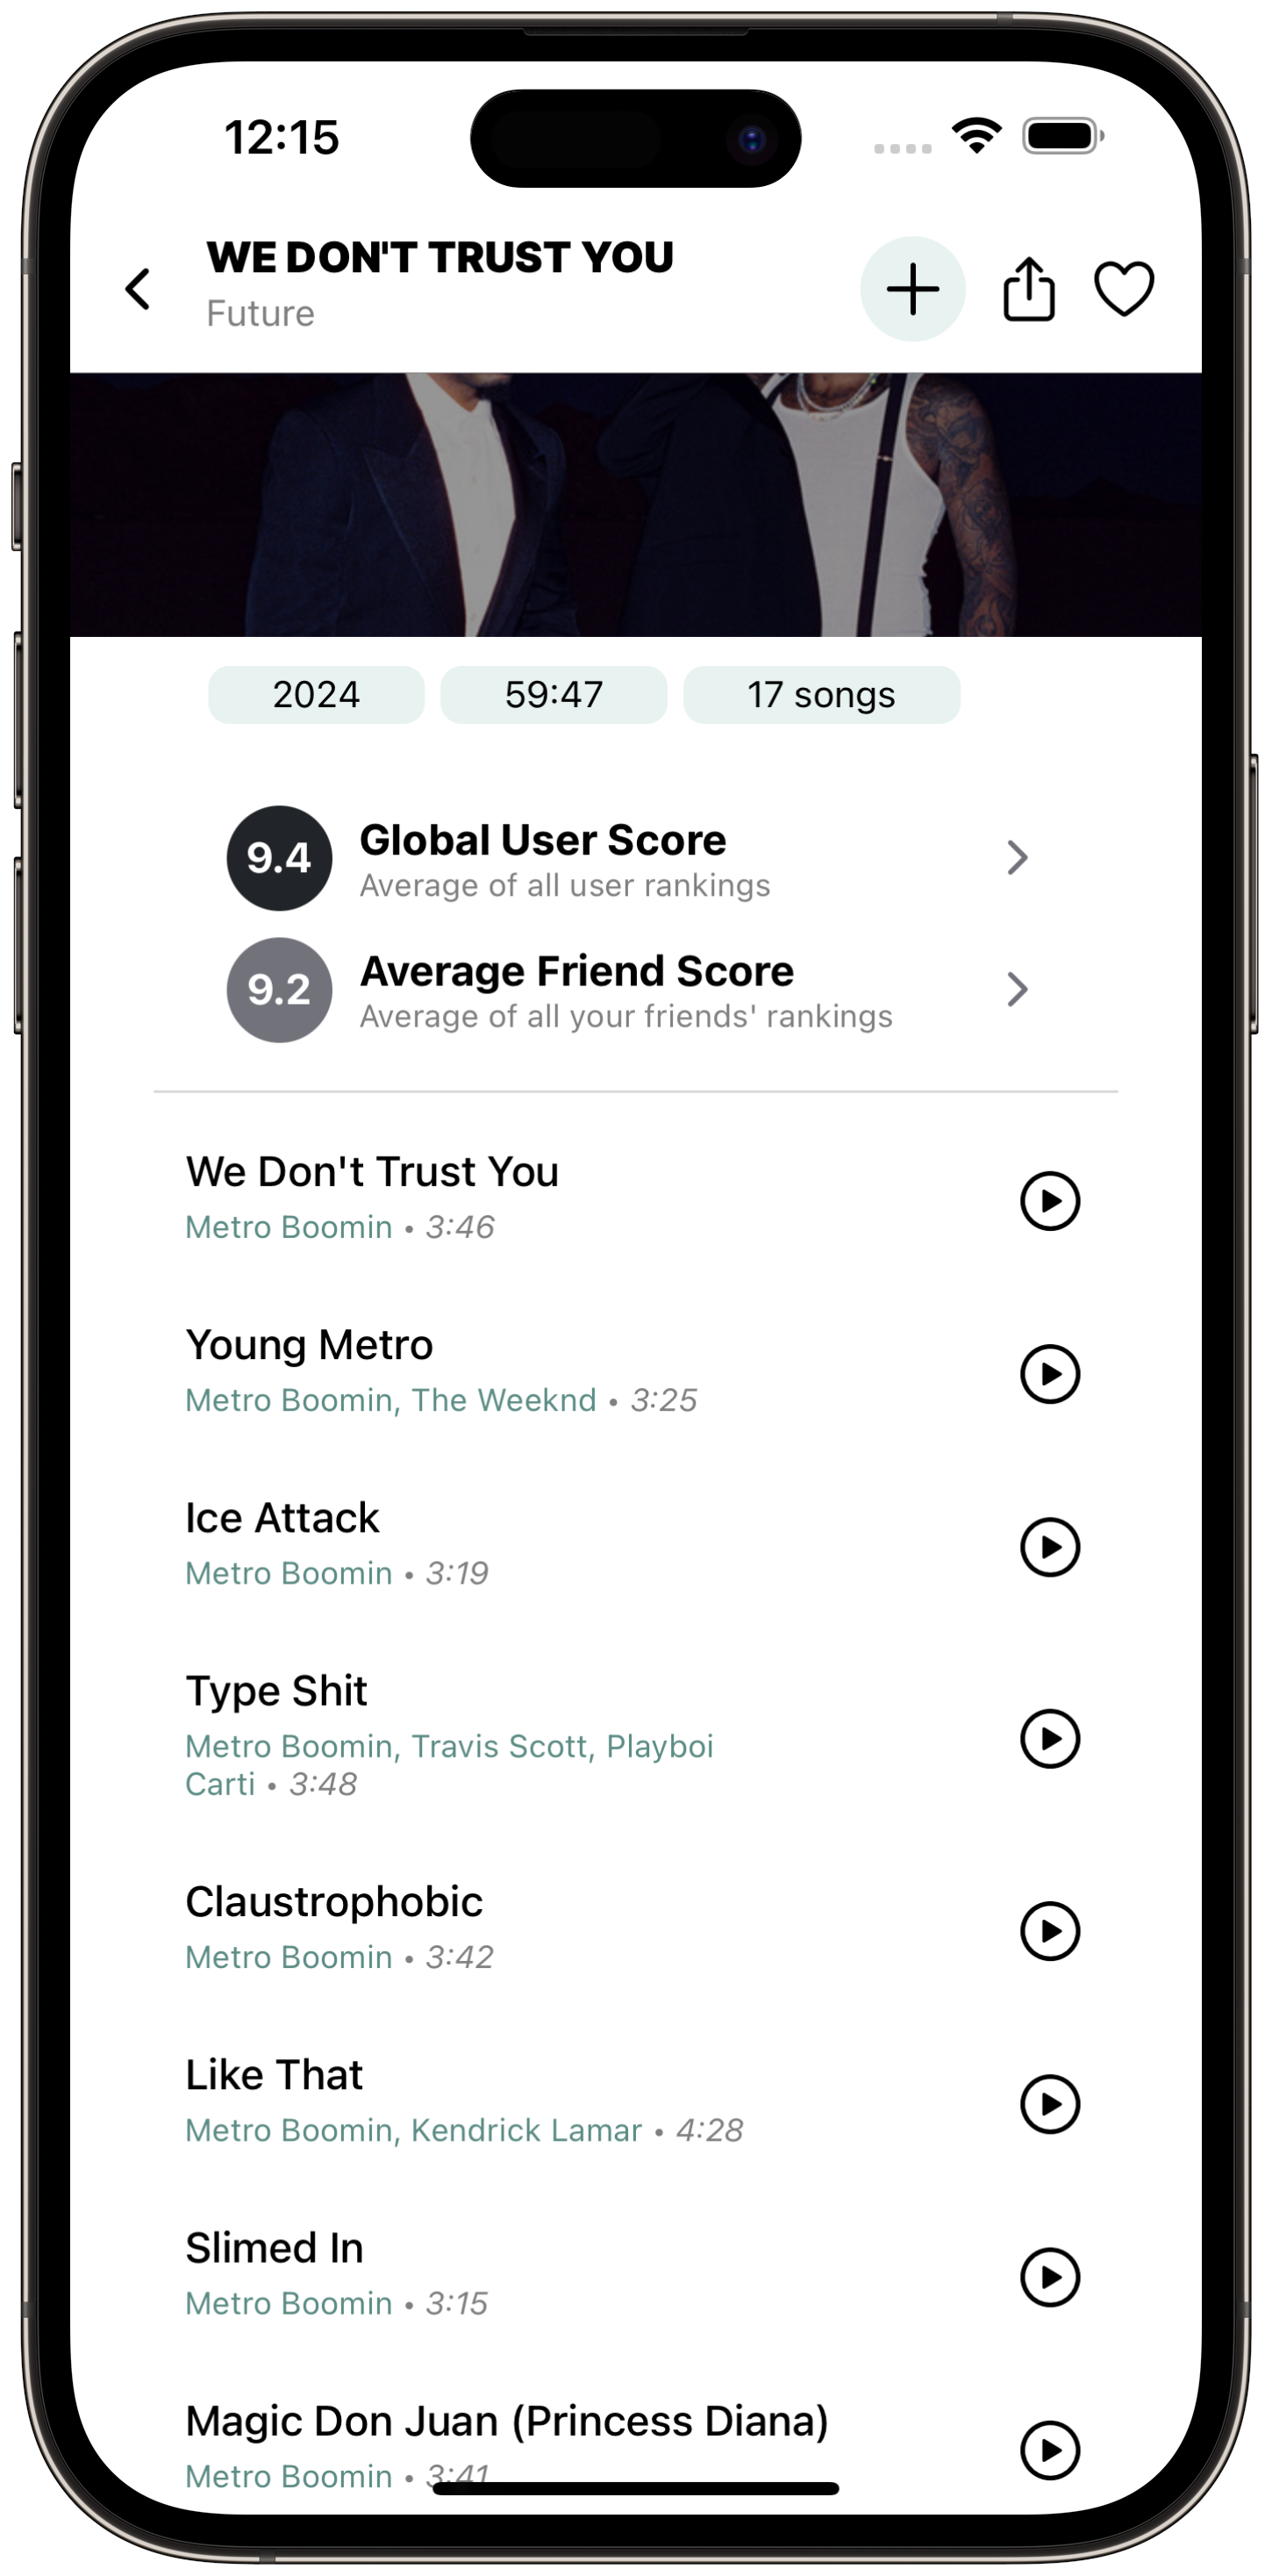 12:15
WE DON'T TRUST YOU
Future
2024
59:47
17 songs
9.4
Global User Score
Average of all user rankings
9.2
Average Friend Score
Average of all your friends' rankings
We Don't Trust You
Metro Boomin • 3:46
Young Metro
Metro Boomin, The Weeknd • 3:25
Ice Attack
Metro Boomin • 3:19
Type Shit
Metro Boomin, Travis Scott, Playboi
Carti • 3:48
Claustrophobic
Metro Boomin • 3:42
Like That
Metro Boomin, Kendrick Lamar • 4:28
Slimed In
Metro Boomin • 3:15
Magic Don Juan (Princess Diana)
Metro Boomin • 3:41